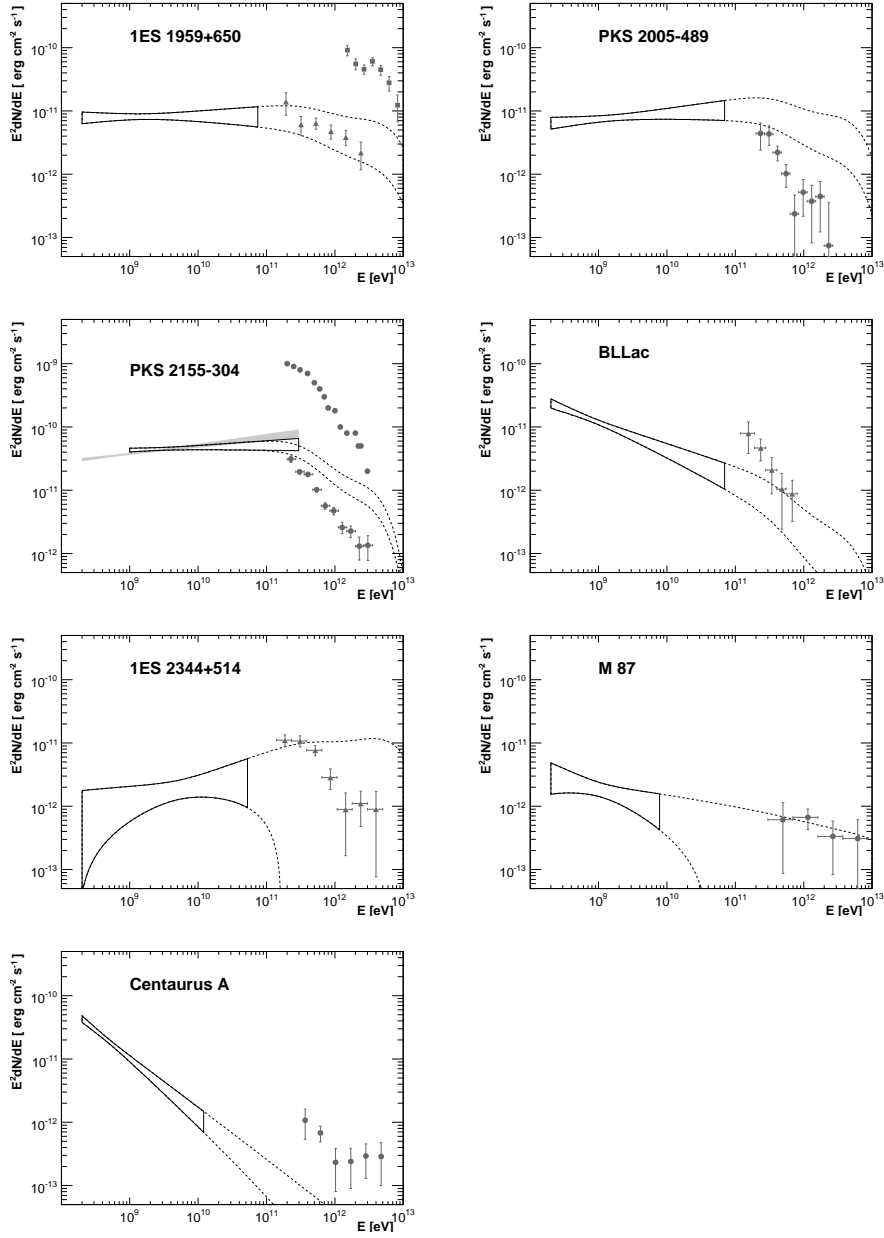 1ES 1959+650
E²dN/dE [ erg cm⁻² s⁻¹ ]
10⁻¹⁰
10⁻¹¹
10⁻¹²
10⁻¹³
10⁹ 10¹⁰ 10¹¹ 10¹² 10¹³
E [eV]
PKS 2005-489
E²dN/dE [ erg cm⁻² s⁻¹ ]
10⁻¹⁰
10⁻¹¹
10⁻¹²
10⁻¹³
10⁹ 10¹⁰ 10¹¹ 10¹² 10¹³
E [eV]
PKS 2155-304
E²dN/dE [ erg cm⁻² s⁻¹ ]
10⁻⁹
10⁻¹⁰
10⁻¹¹
10⁻¹²
10⁹ 10¹⁰ 10¹¹ 10¹² 10¹³
E [eV]
BLLac
E²dN/dE [ erg cm⁻² s⁻¹ ]
10⁻¹⁰
10⁻¹¹
10⁻¹²
10⁻¹³
10⁹ 10¹⁰ 10¹¹ 10¹² 10¹³
E [eV]
1ES 2344+514
E²dN/dE [ erg cm⁻² s⁻¹ ]
10⁻¹⁰
10⁻¹¹
10⁻¹²
10⁻¹³
10⁹ 10¹⁰ 10¹¹ 10¹² 10¹³
E [eV]
M 87
E²dN/dE [ erg cm⁻² s⁻¹ ]
10⁻¹⁰
10⁻¹¹
10⁻¹²
10⁻¹³
10⁹ 10¹⁰ 10¹¹ 10¹² 10¹³
E [eV]
Centaurus A
E²dN/dE [ erg cm⁻² s⁻¹ ]
10⁻¹⁰
10⁻¹¹
10⁻¹²
10⁻¹³
10⁹ 10¹⁰ 10¹¹ 10¹² 10¹³
E [eV]